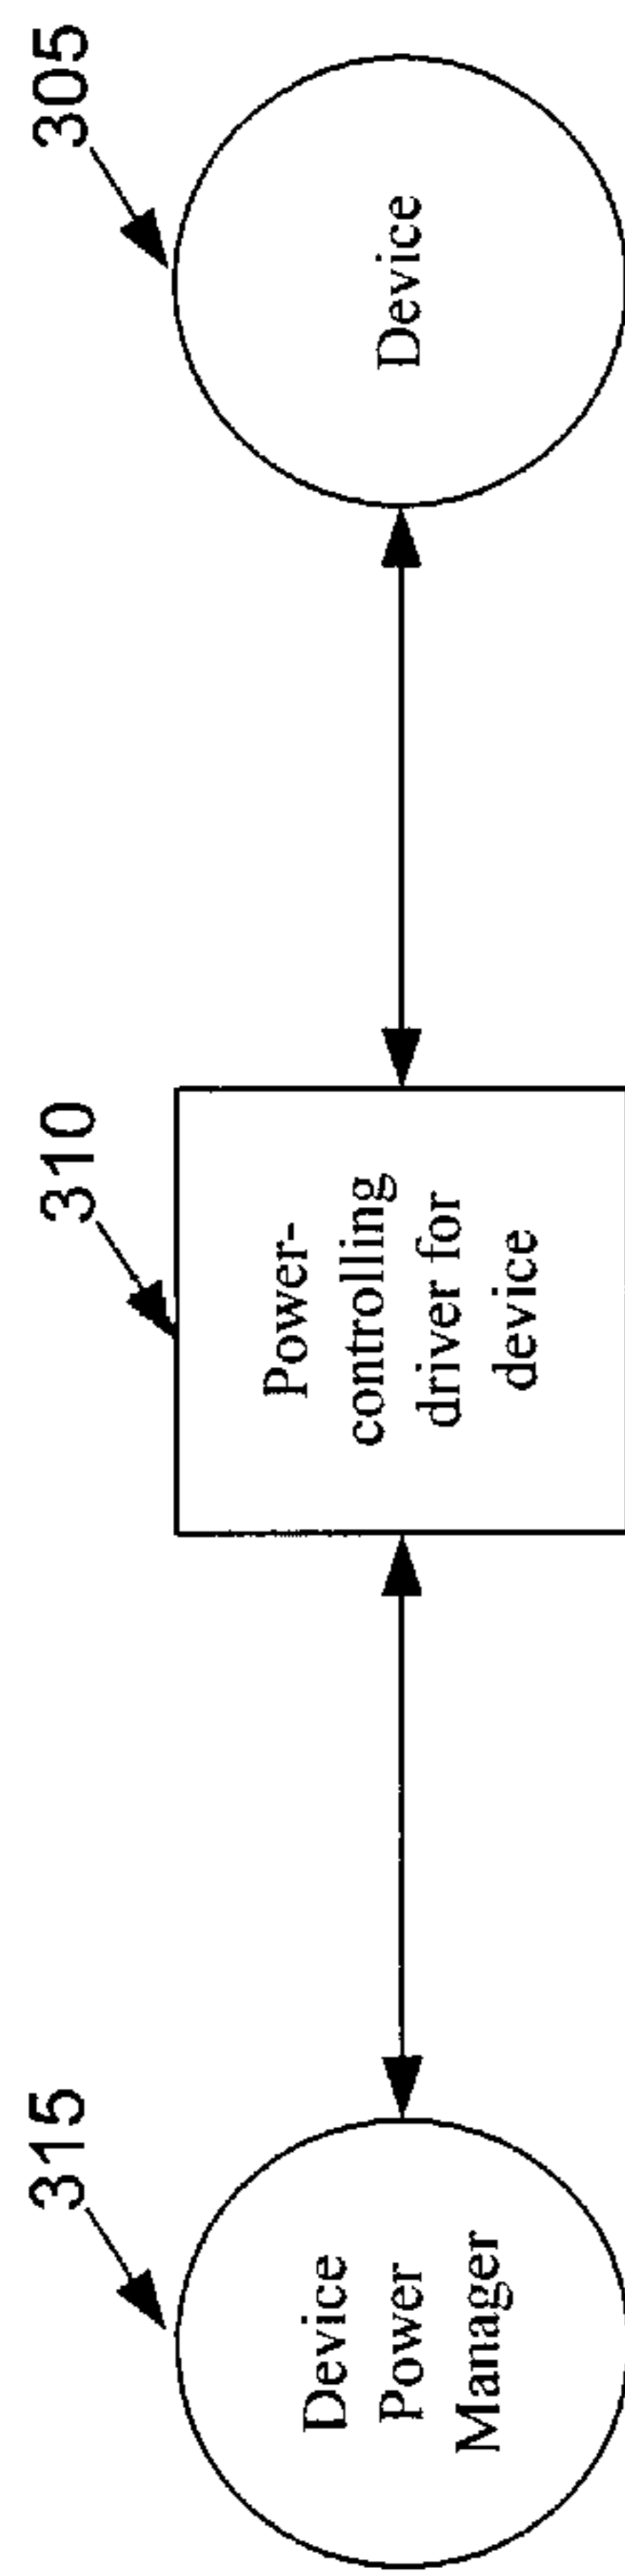 315
Device
Power
Manager
310
Power-
controlling
driver for
device
305
Device